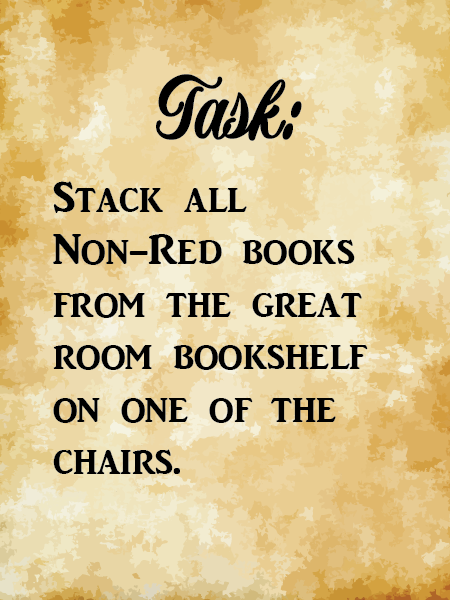 Task:
Stack all
Non-Red books
from the great
room bookshelf
on one of the
chairs.